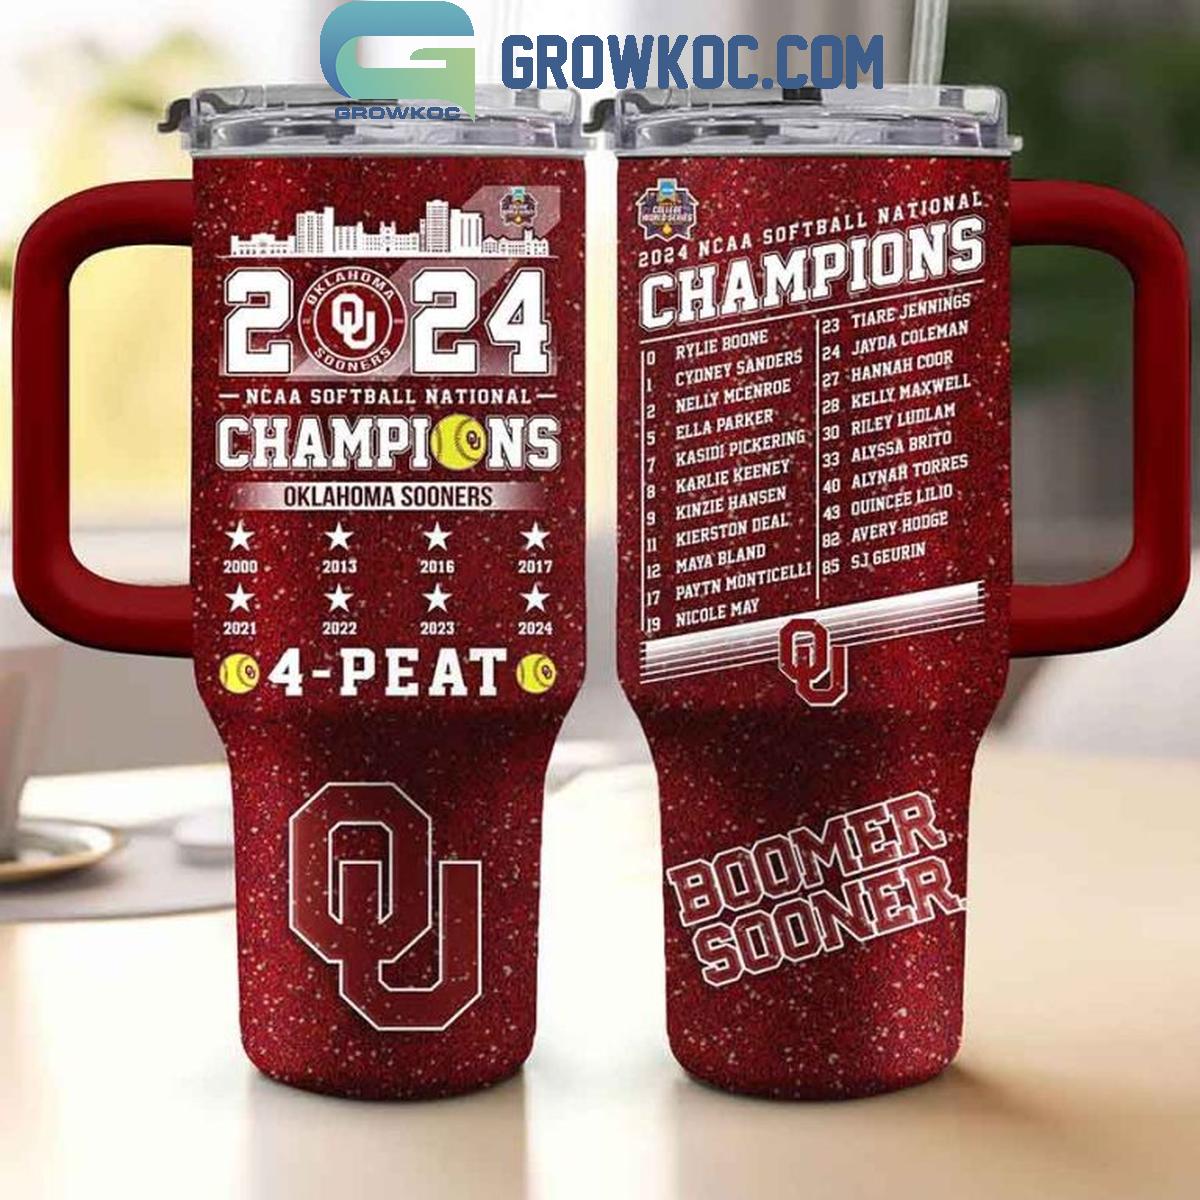 GROWKOC.COM
GROWKOC
2024
OKLAHOMA
OU
SOONERS
NCAA SOFTBALL NATIONAL
CHAMPIONS
OKLAHOMA SOONERS
2000 2013 2016 2017
2021 2022 2023 2024
4-PEAT
OU
COLLEGE
WORLD SERIES
2024 NCAA SOFTBALL NATIONAL
CHAMPIONS
0 RYLIE BOONE
1 CYDNEY SANDERS
2 NELLY MCENROE
5 ELLA PARKER
7 KASIDI PICKERING
8 KARLIE KEENEY
9 KINZIE HANSEN
11 KIERSTON DEAL
12 MAYA BLAND
17 PAYTN MONTICELLI
19 NICOLE MAY
23 TIARE JENNINGS
24 JAYDA COLEMAN
27 HANNAH COOR
28 KELLY MAXWELL
30 RILEY LUDLAM
33 ALYSSA BRITO
40 ALYNAH TORRES
43 QUINCEE LILIO
82 AVERY HODGE
85 SJ GEURIN
OU
BOOMER
SOONER